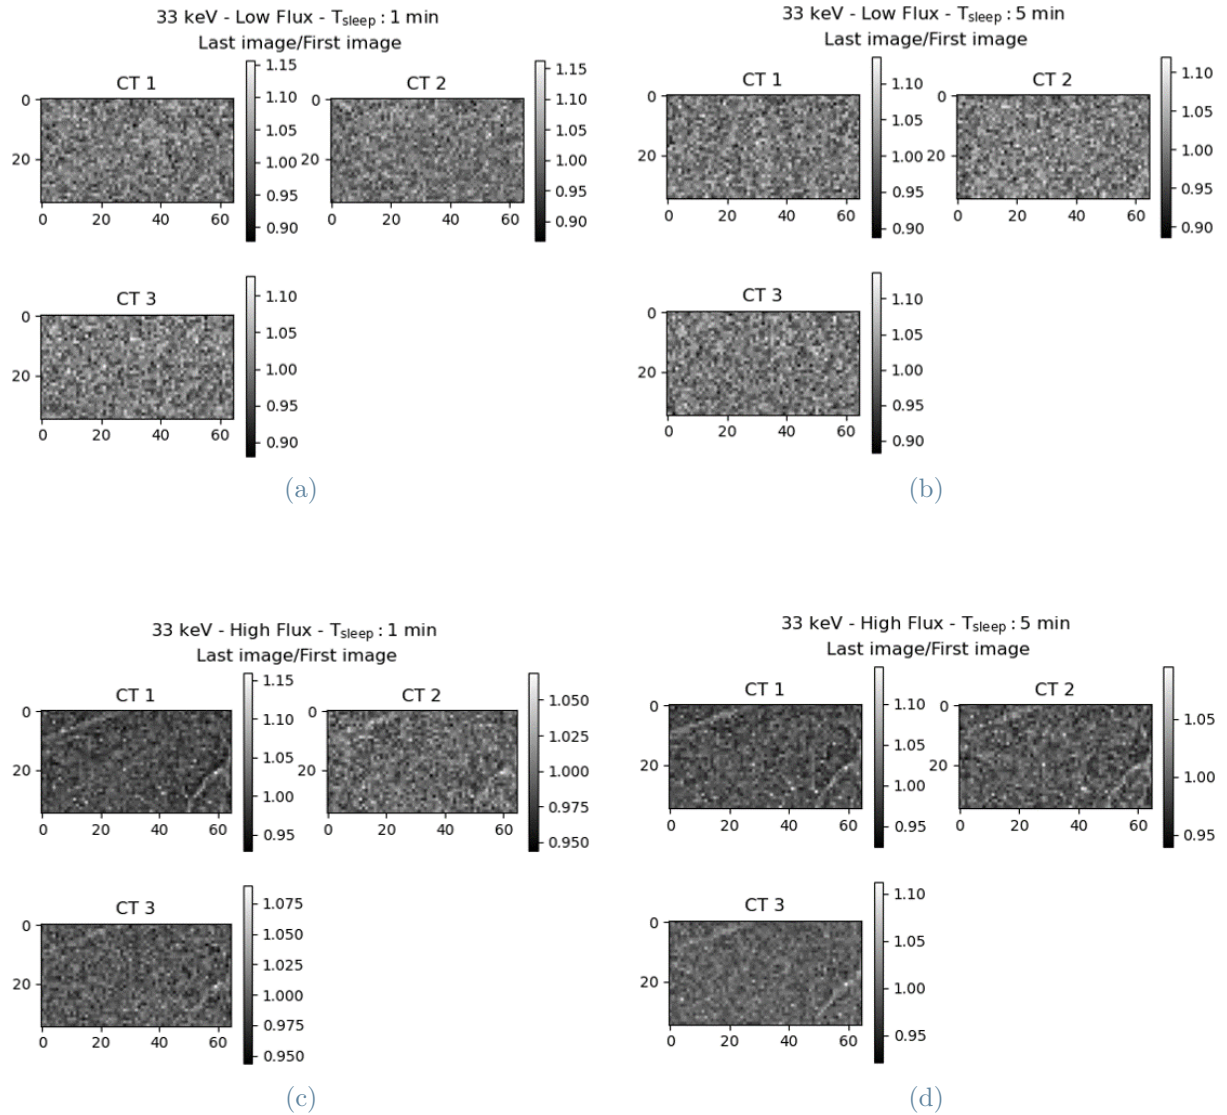 33 keV - Low Flux - Tsleep : 1 min
Last image/First image
CT 1
0
20
0 20 40 60
1.15
1.10
1.05
1.00
0.95
0.90
CT 2
0
20
0 20 40 60
1.15
1.10
1.05
1.00
0.95
0.90
CT 3
0
20
0 20 40 60
1.10
1.05
1.00
0.95
0.90
(a)
33 keV - Low Flux - Tsleep : 5 min
Last image/First image
CT 1
0
20
0 20 40 60
1.10
1.05
1.00
0.95
0.90
CT 2
0
20
0 20 40 60
1.10
1.05
1.00
0.95
0.90
CT 3
0
20
0 20 40 60
1.10
1.05
1.00
0.95
0.90
(b)
33 keV - High Flux - Tsleep : 1 min
Last image/First image
CT 1
0
20
0 20 40 60
1.15
1.10
1.05
1.00
0.95
CT 2
0
20
0 20 40 60
1.050
1.025
1.000
0.975
0.950
CT 3
0
20
0 20 40 60
1.075
1.050
1.025
1.000
0.975
0.950
(c)
33 keV - High Flux - Tsleep : 5 min
Last image/First image
CT 1
0
20
0 20 40 60
1.10
1.05
1.00
0.95
CT 2
0
20
0 20 40 60
1.05
1.00
0.95
CT 3
0
20
0 20 40 60
1.10
1.05
1.00
0.95
(d)